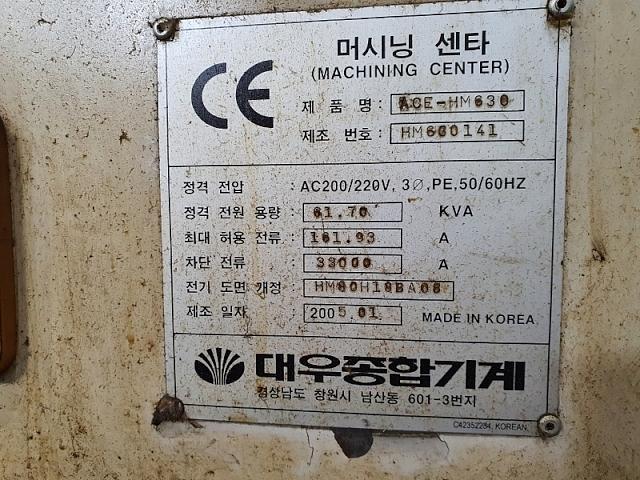 CE
머시닝 센타
(MACHINING CENTER)
제 품 명 : ACE-HM630
제조 번호 : HM630141
정격 전압 : AC200/220V, 3Ø, PE, 50/60HZ
정격 전원 용량 : 61.70 KVA
최대 허용 전류 : 161.93 A
차단 전류 : 33000 A
전기 도면 개정 : HM80H18BA08
제조 일자 : 2005.01 MADE IN KOREA
대우종합기계
경상남도 창원시 남산동 601-3번지
C42352284, KOREAN